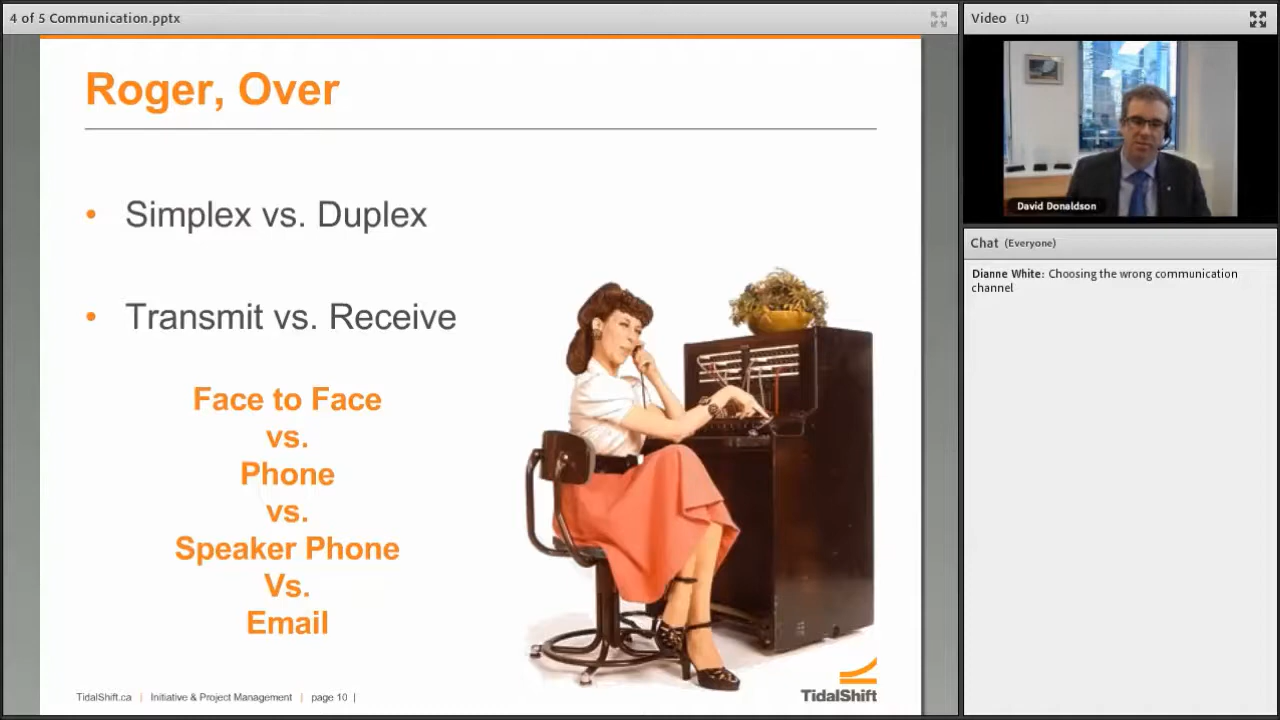 4 of 5 Communication.pptx
Roger, Over
• Simplex vs. Duplex
• Transmit vs. Receive
Face to Face
vs.
Phone
vs.
Speaker Phone
Vs.
Email
TidalShift.ca | Initiative & Project Management | page 10 |
TidalShift
Video (1)
David Donaldson
Chat (Everyone)
Dianne White: Choosing the wrong communication
channel